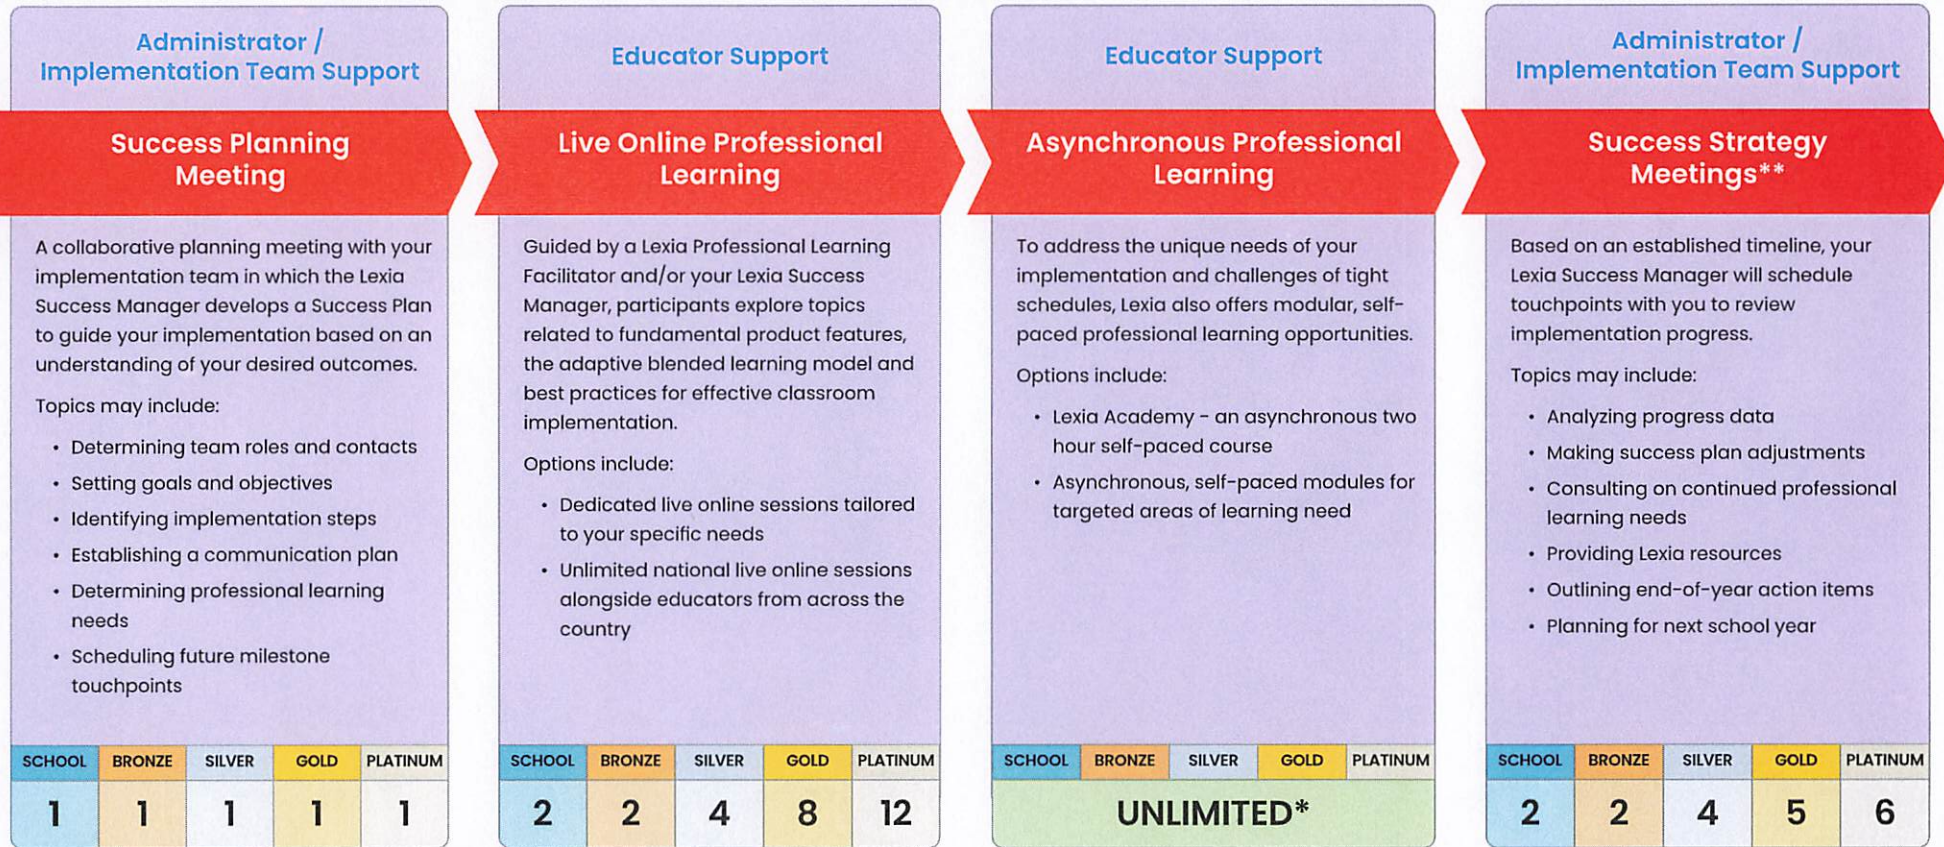 Administrator /
Implementation Team Support
Success Planning
Meeting
A collaborative planning meeting with your
implementation team in which the Lexia
Success Manager develops a Success Plan
to guide your implementation based on an
understanding of your desired outcomes.
Topics may include:
• Determining team roles and contacts
• Setting goals and objectives
• Identifying implementation steps
• Establishing a communication plan
• Determining professional learning
needs
• Scheduling future milestone
touchpoints
SCHOOL BRONZE SILVER GOLD PLATINUM
1 1 1 1 1
Educator Support
Live Online Professional
Learning
Guided by a Lexia Professional Learning
Facilitator and/or your Lexia Success
Manager, participants explore topics
related to fundamental product features,
the adaptive blended learning model and
best practices for effective classroom
implementation.
Options include:
• Dedicated live online sessions tailored
to your specific needs
• Unlimited national live online sessions
alongside educators from across the
country
SCHOOL BRONZE SILVER GOLD PLATINUM
2 2 4 8 12
Educator Support
Asynchronous Professional
Learning
To address the unique needs of your
implementation and challenges of tight
schedules, Lexia also offers modular, self-
paced professional learning opportunities.
Options include:
• Lexia Academy - an asynchronous two
hour self-paced course
• Asynchronous, self-paced modules for
targeted areas of learning need
SCHOOL BRONZE SILVER GOLD PLATINUM
UNLIMITED*
Administrator /
Implementation Team Support
Success Strategy
Meetings**
Based on an established timeline, your
Lexia Success Manager will schedule
touchpoints with you to review
implementation progress.
Topics may include:
• Analyzing progress data
• Making success plan adjustments
• Consulting on continued professional
learning needs
• Providing Lexia resources
• Outlining end-of-year action items
• Planning for next school year
SCHOOL BRONZE SILVER GOLD PLATINUM
2 2 4 5 6